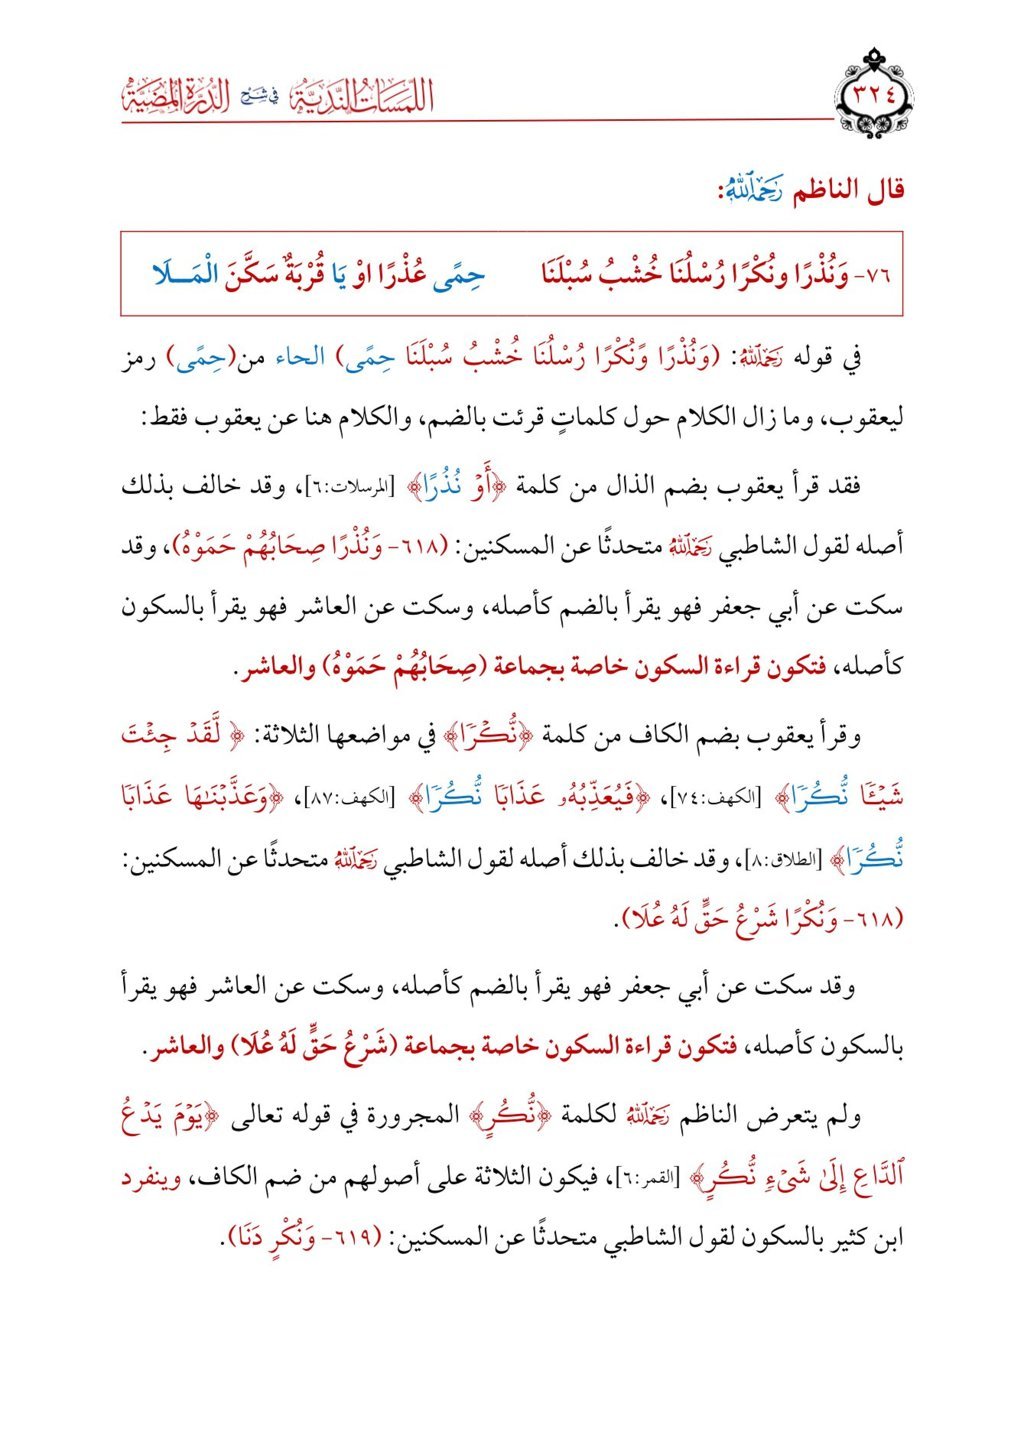 ٣٢٤
اللمسات الندية في شرح الدرة المضية
قال الناظم رَحِمَهُ ٱللَّهُ:
٧٦- وَنُذْرًا ونُكْرًا رُسْلُنَا خُشْبُ سُبْلَنَا حِمًى عُذْرًا اوْ يَا قُرْبَةٌ سَكَّنَ الْمَـلَا
في قوله رَحِمَهُ ٱللَّهُ: (وَنُذْرًا وًنُكْرًا رُسْلُنَا خُشْبُ سُبْلَنَا حِمًى) الحاء من(حِمًى) رمز
ليعقوب، وما زال الكلام حول كلماتٍ قرئت بالضم، والكلام هنا عن يعقوب فقط:
فقد قرأ يعقوب بضم الذال من كلمة ﴿أَوۡ نُذُرًا﴾ [المرسلات:٦]، وقد خالف بذلك
أصله لقول الشاطبي رَحِمَهُ ٱللَّهُ متحدثًا عن المسكنين: (٦١٨- وَنُذْرًا صِحَابُهُمْ حَمَوْهُ)، وقد
سكت عن أبي جعفر فهو يقرأ بالضم كأصله، وسكت عن العاشر فهو يقرأ بالسكون
كأصله، فتكون قراءة السكون خاصة بجماعة (صِحَابُهُمْ حَمَوْهُ) والعاشر.
وقرأ يعقوب بضم الكاف من كلمة ﴿نُّكۡرٗا﴾ في مواضعها الثلاثة: ﴿ لَّقَدۡ جِئۡتَ
شَيۡـٔٗا نُّكُرٗا﴾ [الكهف:٧٤]، ﴿فَيُعَذِّبُهُۥ عَذَابٗا نُّكُرٗا﴾ [الكهف:٨٧]، ﴿وَعَذَّبۡنَٰهَا عَذَابٗا
نُّكُرٗا﴾ [الطلاق:٨]، وقد خالف بذلك أصله لقول الشاطبي رَحِمَهُ ٱللَّهُ متحدثًا عن المسكنين:
(٦١٨- وَنُكْرًا شَرْعُ حَقٍّ لَهُ عُلَا).
وقد سكت عن أبي جعفر فهو يقرأ بالضم كأصله، وسكت عن العاشر فهو يقرأ
بالسكون كأصله، فتكون قراءة السكون خاصة بجماعة (شَرْعُ حَقٍّ لَهُ عُلَا) والعاشر.
ولم يتعرض الناظم رَحِمَهُ ٱللَّهُ لكلمة ﴿نُّكُرٍ﴾ المجرورة في قوله تعالى ﴿يَوۡمَ يَدۡعُ
ٱلدَّاعِ إِلَىٰ شَيۡءٖ نُّكُرٍ﴾ [القمر:٦]، فيكون الثلاثة على أصولهم من ضم الكاف، وينفرد
ابن كثير بالسكون لقول الشاطبي متحدثًا عن المسكنين: (٦١٩- وَنُكْرٍ دَنَا).